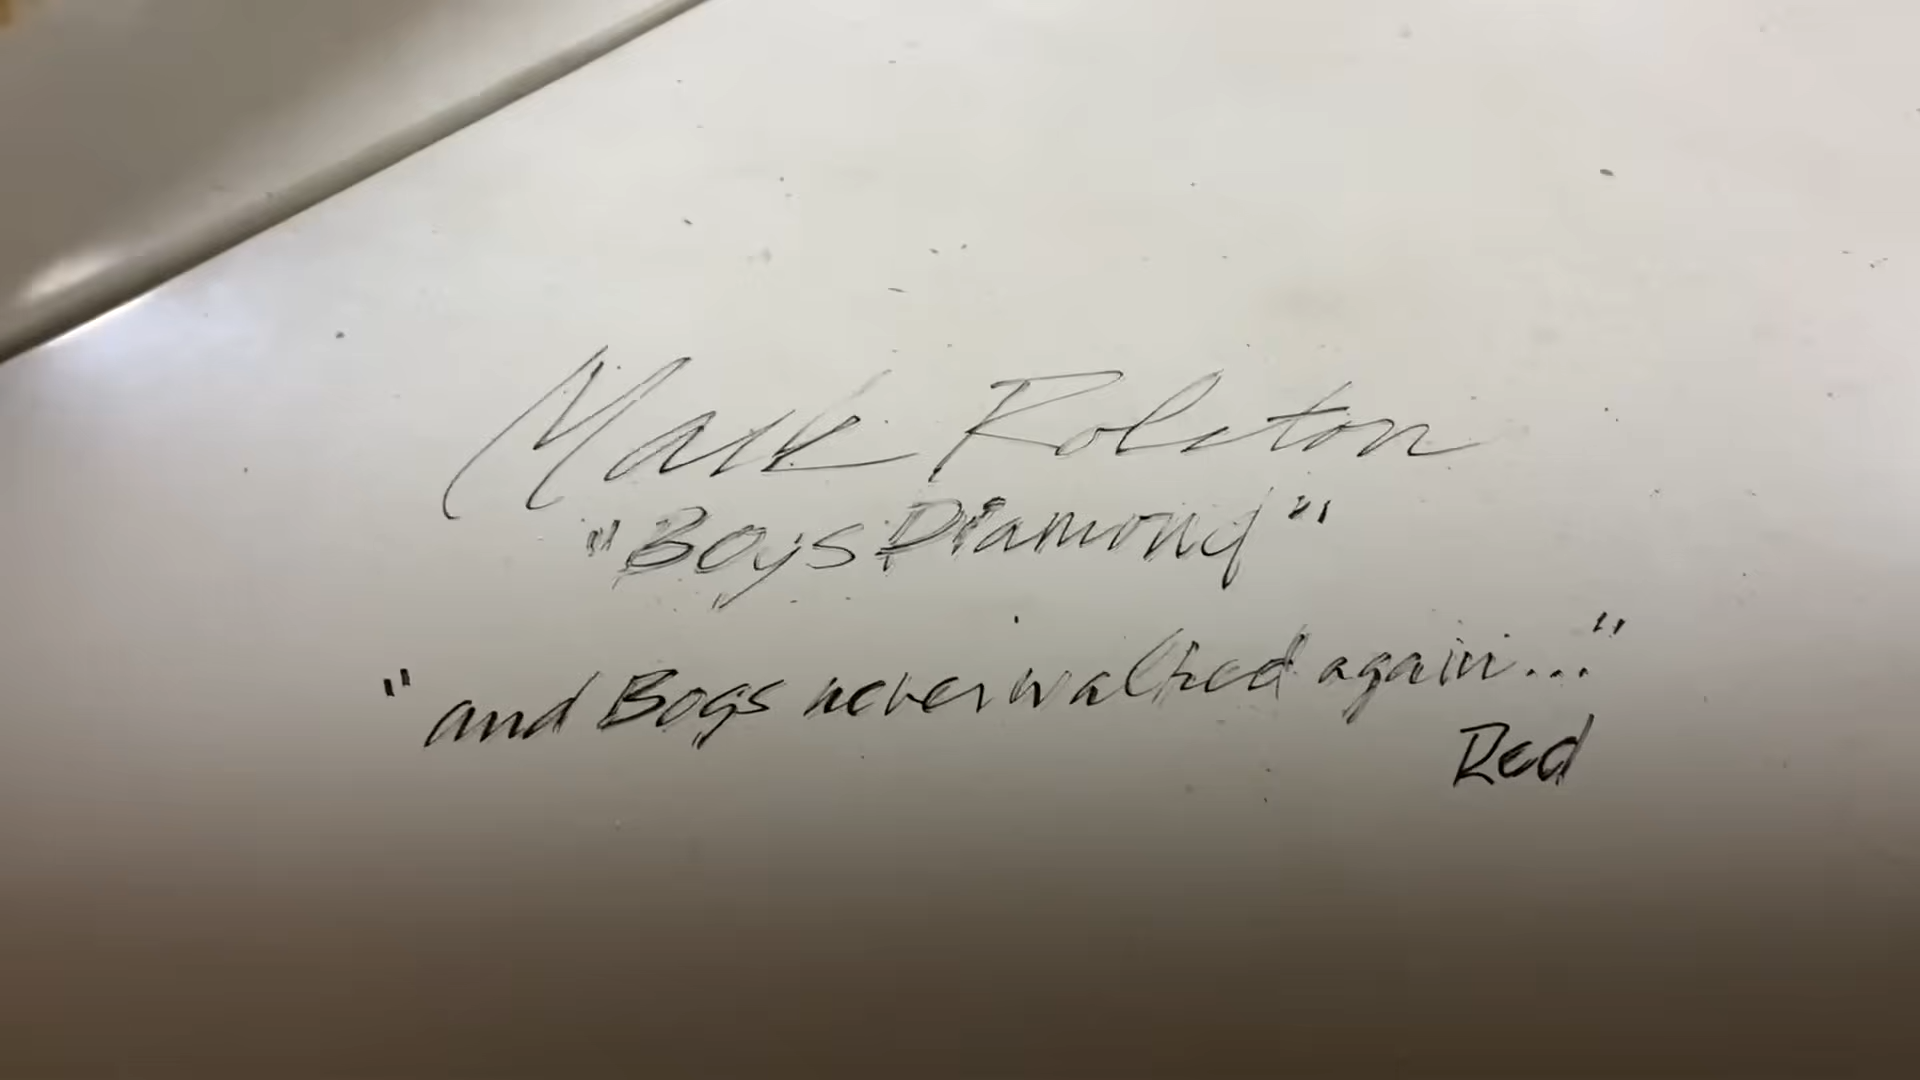 Mark Rolston
"Bogs Diamond"
"and Bogs never walked again..."
Red